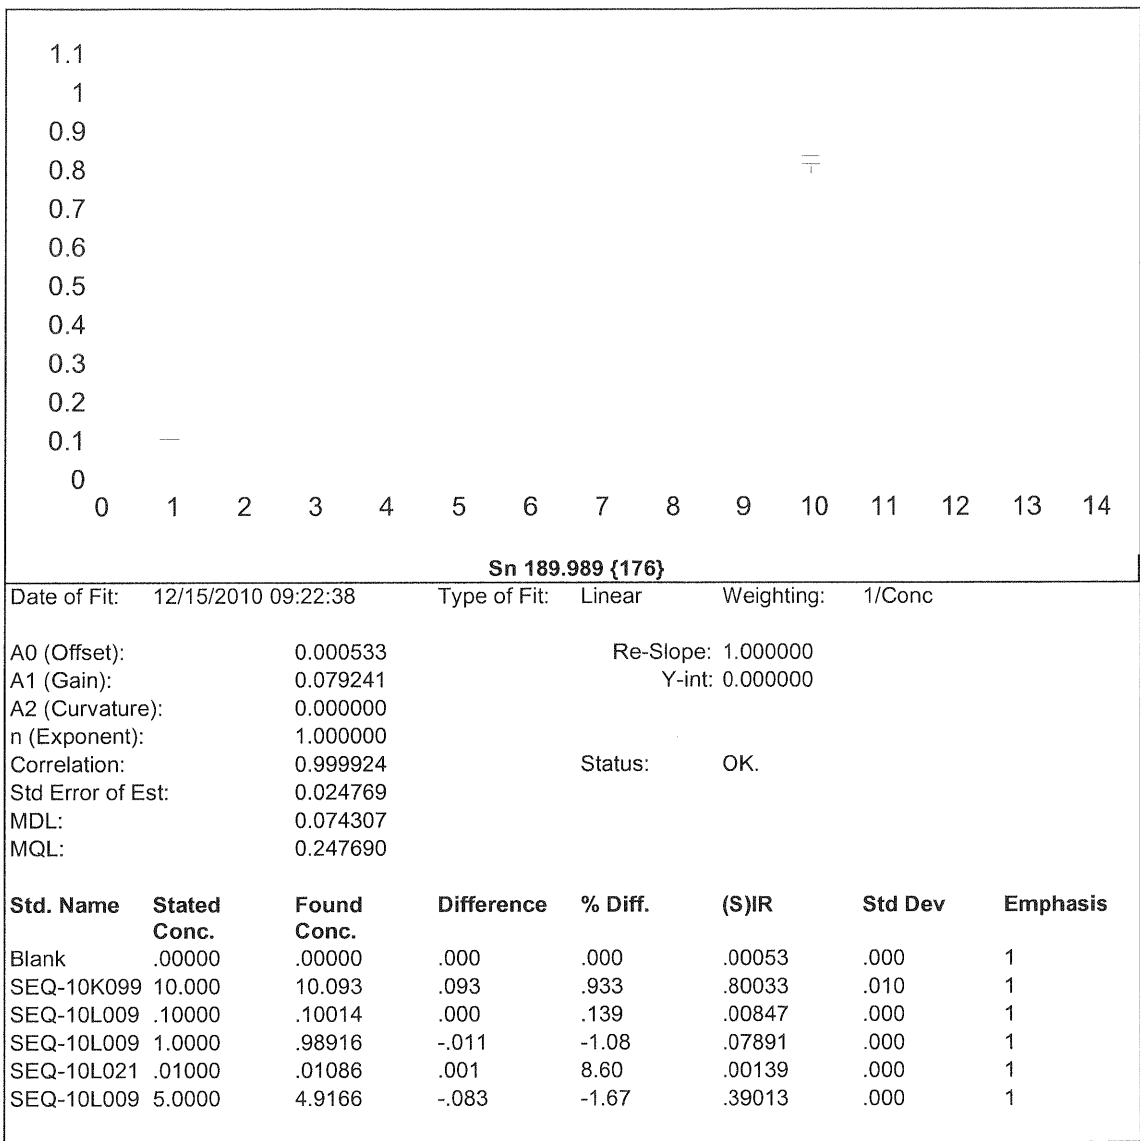 1.1
1
0.9
0.8
0.7
0.6
0.5
0.4
0.3
0.2
0.1
0
0 1 2 3 4 5 6 7 8 9 10 11 12 13 14
Sn 189.989 {176}
Date of Fit: 12/15/2010 09:22:38 Type of Fit: Linear Weighting: 1/Conc
A0 (Offset): 0.000533 Re-Slope: 1.000000
A1 (Gain): 0.079241 Y-int: 0.000000
A2 (Curvature): 0.000000
n (Exponent): 1.000000
Correlation: 0.999924 Status: OK.
Std Error of Est: 0.024769
MDL: 0.074307
MQL: 0.247690
Std. Name Stated Found Difference % Diff. (S)IR Std Dev Emphasis
Conc. Conc.
Blank .00000 .00000 .000 .000 .00053 .000 1
SEQ-10K099 10.000 10.093 .093 .933 .80033 .010 1
SEQ-10L009 .10000 .10014 .000 .139 .00847 .000 1
SEQ-10L009 1.0000 .98916 -.011 -1.08 .07891 .000 1
SEQ-10L021 .01000 .01086 .001 8.60 .00139 .000 1
SEQ-10L009 5.0000 4.9166 -.083 -1.67 .39013 .000 1